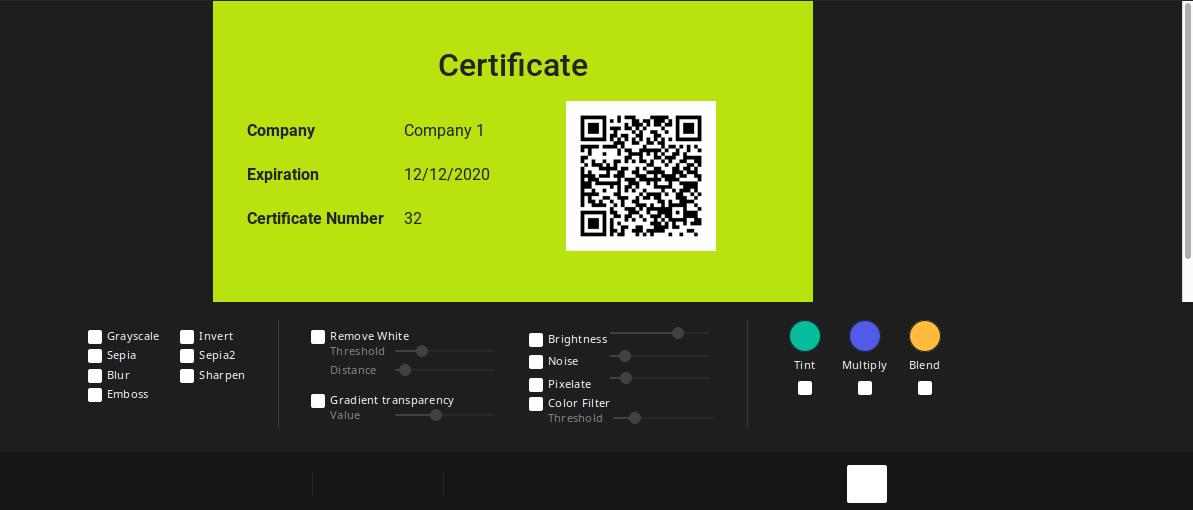 Certificate
Company Company 1
Expiration 12/12/2020
Certificate Number 32
Grayscale Invert
Sepia Sepia2
Blur Sharpen
Emboss
Remove White
Threshold
Distance
Gradient transparency
Value
Brightness
Noise
Pixelate
Color Filter
Threshold
Tint Multiply Blend